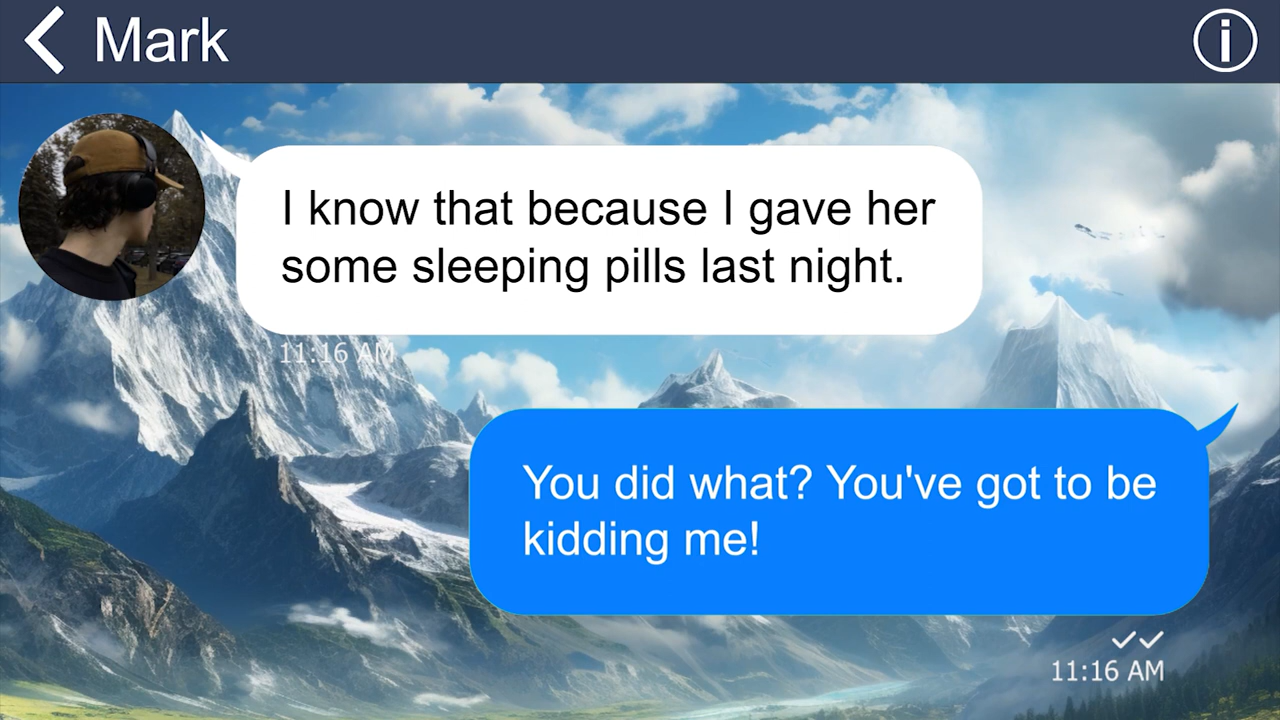 Mark
I know that because I gave her
some sleeping pills last night.
11:16 AM
You did what? You've got to be
kidding me!
11:16 AM